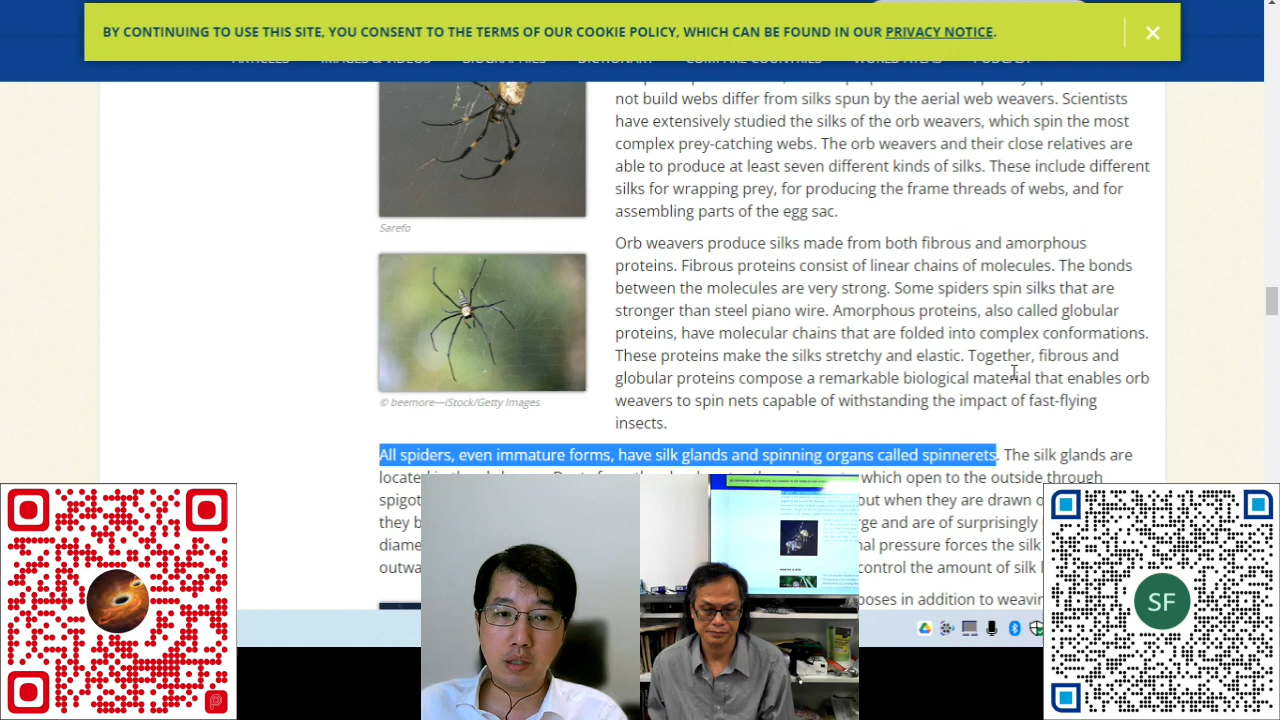 BY CONTINUING TO USE THIS SITE, YOU CONSENT TO THE TERMS OF OUR COOKIE POLICY, WHICH CAN BE FOUND IN OUR PRIVACY NOTICE.
ARTICLES IMAGES & VIDEOS BIOGRAPHIES DICTIONARY COMPARE COUNTRIES WORLD ATLAS PODCAST
not build webs differ from silks spun by the aerial web weavers. Scientists
have extensively studied the silks of the orb weavers, which spin the most
complex prey-catching webs. The orb weavers and their close relatives are
able to produce at least seven different kinds of silks. These include different
silks for wrapping prey, for producing the frame threads of webs, and for
assembling parts of the egg sac.
Sarefo
Orb weavers produce silks made from both fibrous and amorphous
proteins. Fibrous proteins consist of linear chains of molecules. The bonds
between the molecules are very strong. Some spiders spin silks that are
stronger than steel piano wire. Amorphous proteins, also called globular
proteins, have molecular chains that are folded into complex conformations.
These proteins make the silks stretchy and elastic. Together, fibrous and
globular proteins compose a remarkable biological material that enables orb
weavers to spin nets capable of withstanding the impact of fast-flying
insects.
© beemore—iStock/Getty Images
All spiders, even immature forms, have silk glands and spinning organs called spinnerets. The silk glands are
which open to the outside through
but when they are drawn
they
and are of surprisingly
pressure forces the silk
control the amount of silk
in addition to
SF